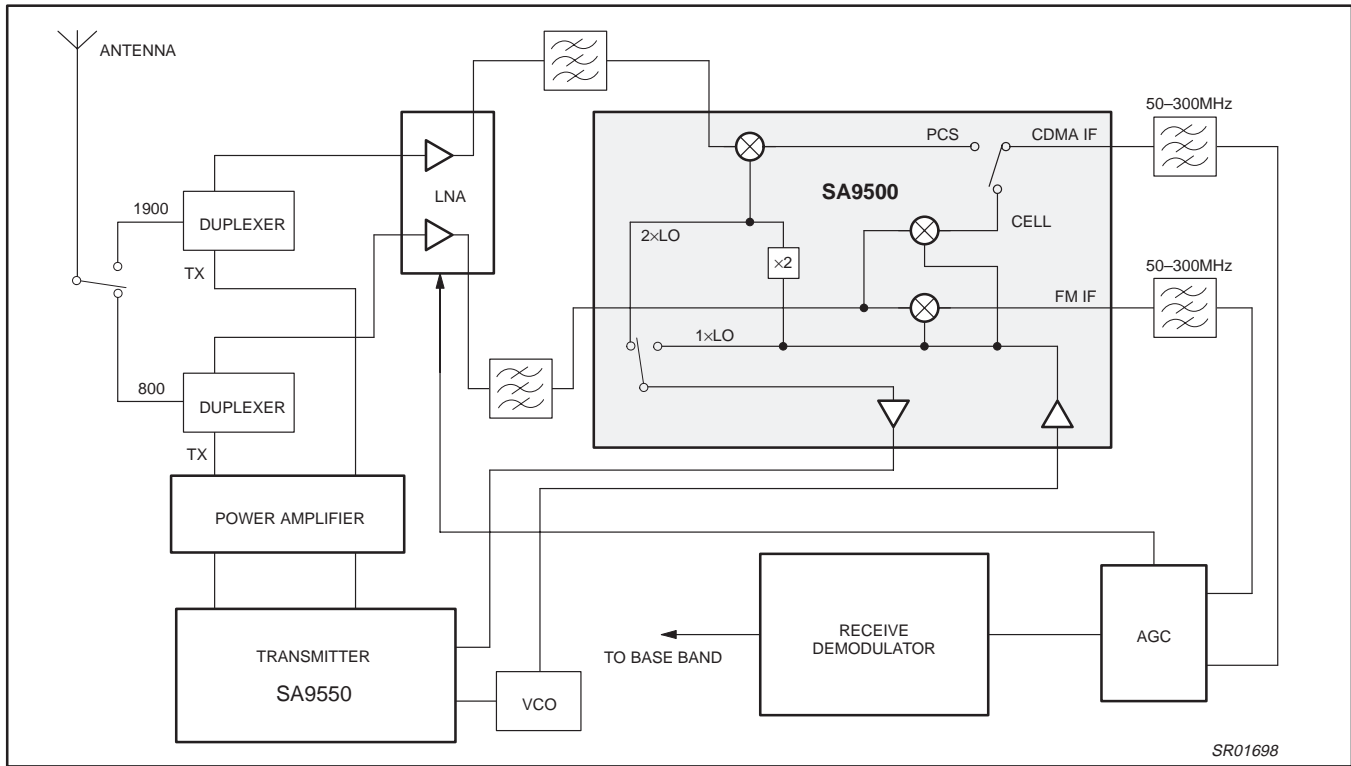 ANTENNA
50–300MHz
PCS
CDMA IF
LNA
SA9500
1900
DUPLEXER
2×LO
CELL
×2
TX
50–300MHz
FM IF
1×LO
800
DUPLEXER
TX
POWER AMPLIFIER
RECEIVE
DEMODULATOR
AGC
TRANSMITTER
TO BASE BAND
SA9550
VCO
SR01698